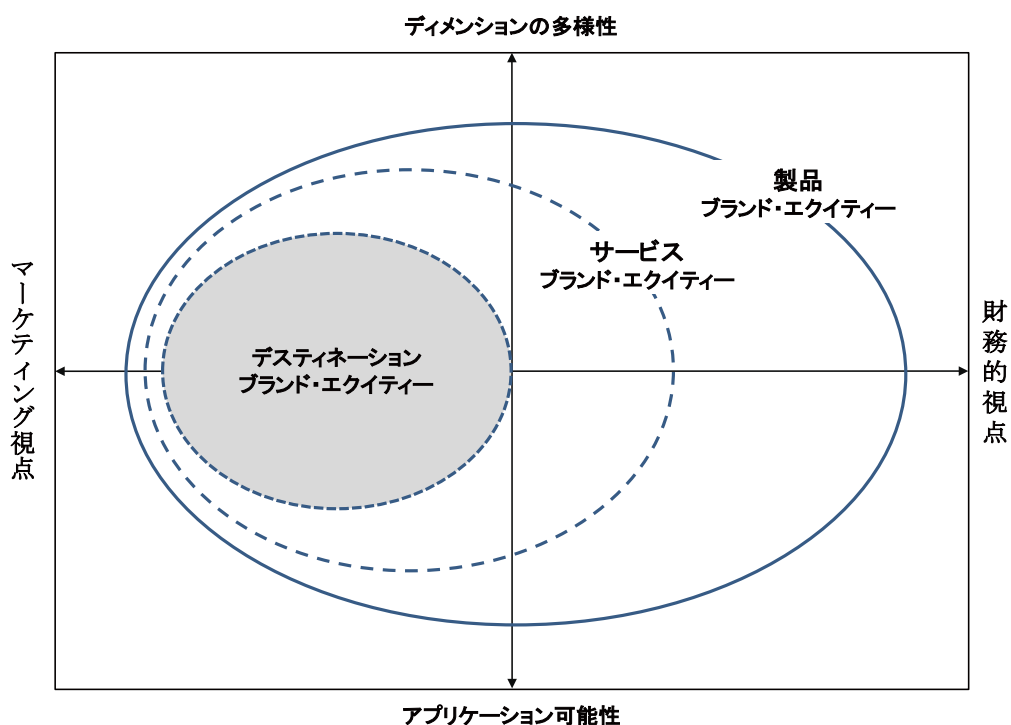 ディメンションの多様性
製品
ブランド・エクイティー
サービス
ブランド・エクイティー
マーケティング視点
財務的視点
デスティネーション
ブランド・エクイティー
アプリケーション可能性